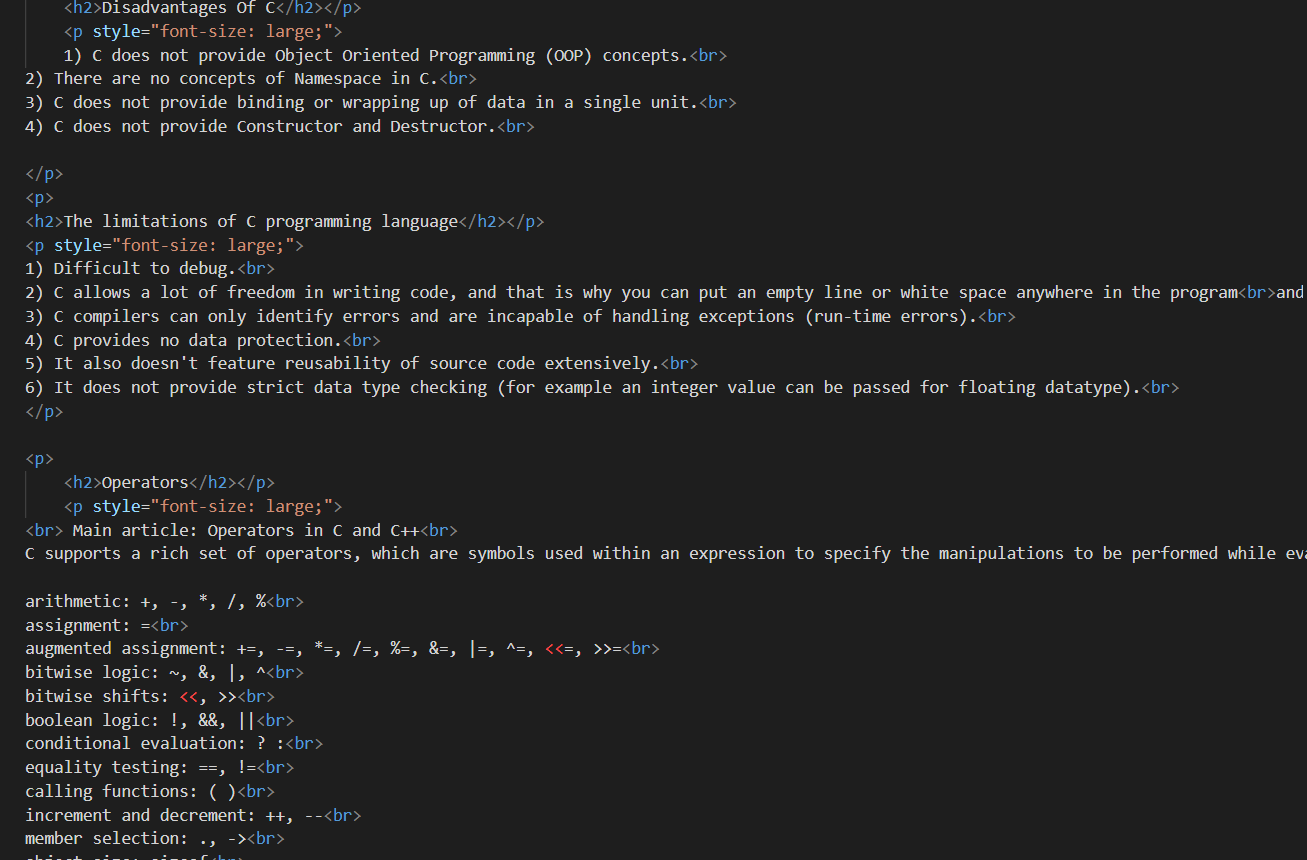 <h2>Disadvantages Of C</h2></p>
<p style="font-size: large;">
1) C does not provide Object Oriented Programming (OOP) concepts.<br>
2) There are no concepts of Namespace in C.<br>
3) C does not provide binding or wrapping up of data in a single unit.<br>
4) C does not provide Constructor and Destructor.<br>
</p>
<p>
<h2>The limitations of C programming language</h2></p>
<p style="font-size: large;">
1) Difficult to debug.<br>
2) C allows a lot of freedom in writing code, and that is why you can put an empty line or white space anywhere in the program<br>and
3) C compilers can only identify errors and are incapable of handling exceptions (run-time errors).<br>
4) C provides no data protection.<br>
5) It also doesn't feature reusability of source code extensively.<br>
6) It does not provide strict data type checking (for example an integer value can be passed for floating datatype).<br>
</p>
<p>
<h2>Operators</h2></p>
<p style="font-size: large;">
<br> Main article: Operators in C and C++<br>
C supports a rich set of operators, which are symbols used within an expression to specify the manipulations to be performed while
arithmetic: +, -, *, /, %<br>
assignment: =<br>
augmented assignment: +=, -=, *=, /=, %=, &=, |=, ^=, <<=, >>=<br>
bitwise logic: ~, &, |, ^<br>
bitwise shifts: <<, >><br>
boolean logic: !, &&, ||<br>
conditional evaluation: ? :<br>
equality testing: ==, !=<br>
calling functions: ( )<br>
increment and decrement: ++, --<br>
member selection: ., -><br>